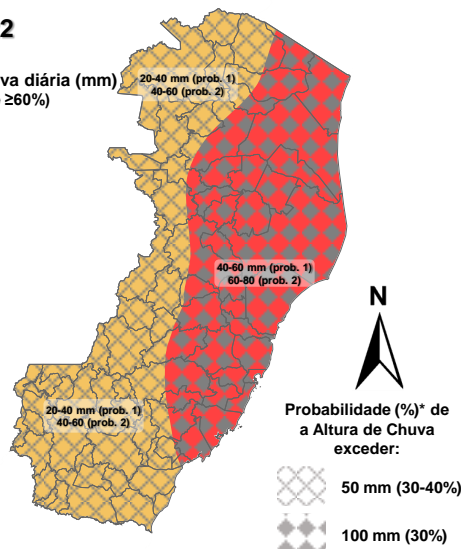 2
va diária (mm)
≥60%)
20-40 mm (prob. 1)
40-60 (prob. 2)
40-60 mm (prob. 1)
60-80 (prob. 2)
20-40 mm (prob. 1)
40-60 (prob. 2)
N
Probabilidade (%)* de
a Altura de Chuva
exceder:
50 mm (30-40%)
100 mm (30%)